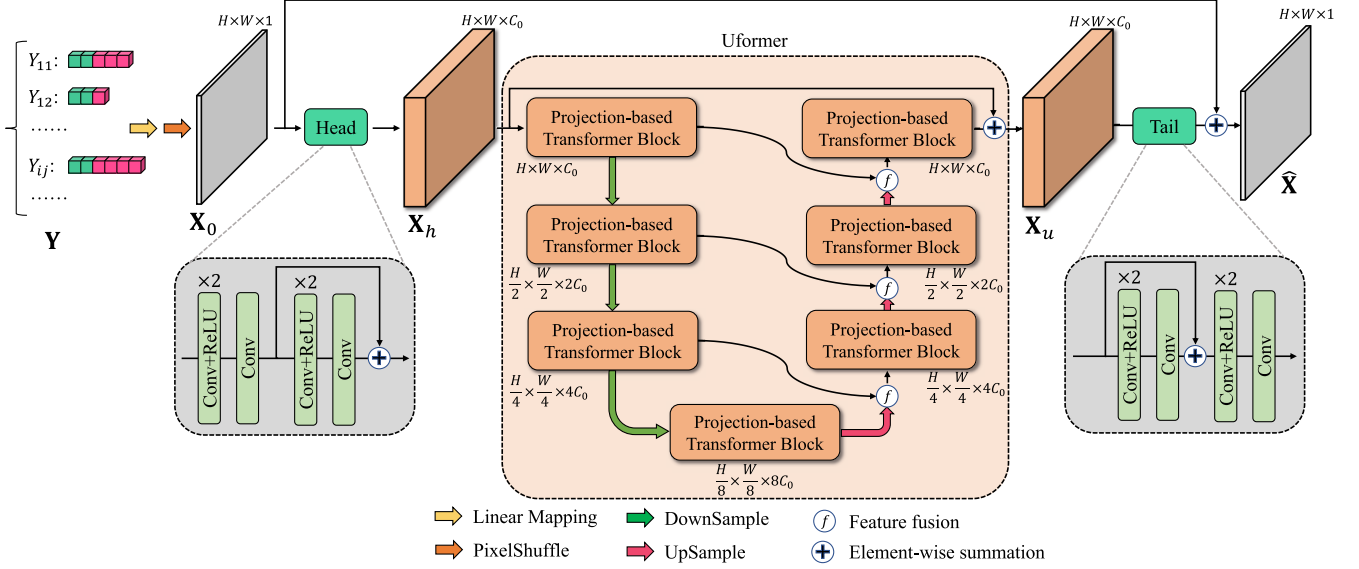 H×W×1
Y₁₁:
Y₁₂:
......
Yᵢⱼ:
......
Y
X₀
Head
H×W×C₀
Xₕ
Uformer
Projection-based
Transformer Block
H×W×C₀
Projection-based
Transformer Block
H/2 × W/2 ×2C₀
Projection-based
Transformer Block
H/4 × W/4 ×4C₀
Projection-based
Transformer Block
H/8 × W/8 ×8C₀
Projection-based
Transformer Block
H×W×C₀
f
Projection-based
Transformer Block
H/2 × W/2 ×2C₀
f
Projection-based
Transformer Block
H/4 × W/4 ×4C₀
f
H×W×C₀
Xᵤ
Tail
H×W×1
X̂
×2
Conv+ReLU
Conv
×2
Conv+ReLU
Conv
×2
Conv+ReLU
Conv
×2
Conv+ReLU
Conv
Linear Mapping
DownSample
f Feature fusion
PixelShuffle
UpSample
Element-wise summation